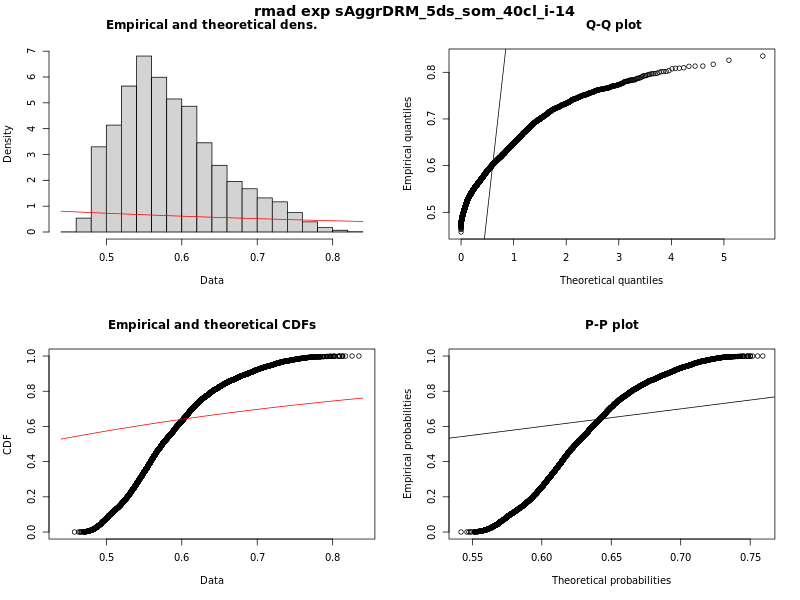 rmad exp sAggrDRM_5ds_som_40cl_i-14
Empirical and theoretical dens.
Density
0 1 2 3 4 5 6 7
0.5 0.6 0.7 0.8
Data
Q-Q plot
Empirical quantiles
0.5 0.6 0.7 0.8
0 1 2 3 4 5
Theoretical quantiles
Empirical and theoretical CDFs
CDF
0.0 0.2 0.4 0.6 0.8 1.0
0.5 0.6 0.7 0.8
Data
P-P plot
Empirical probabilities
0.0 0.2 0.4 0.6 0.8 1.0
0.55 0.60 0.65 0.70 0.75
Theoretical probabilities